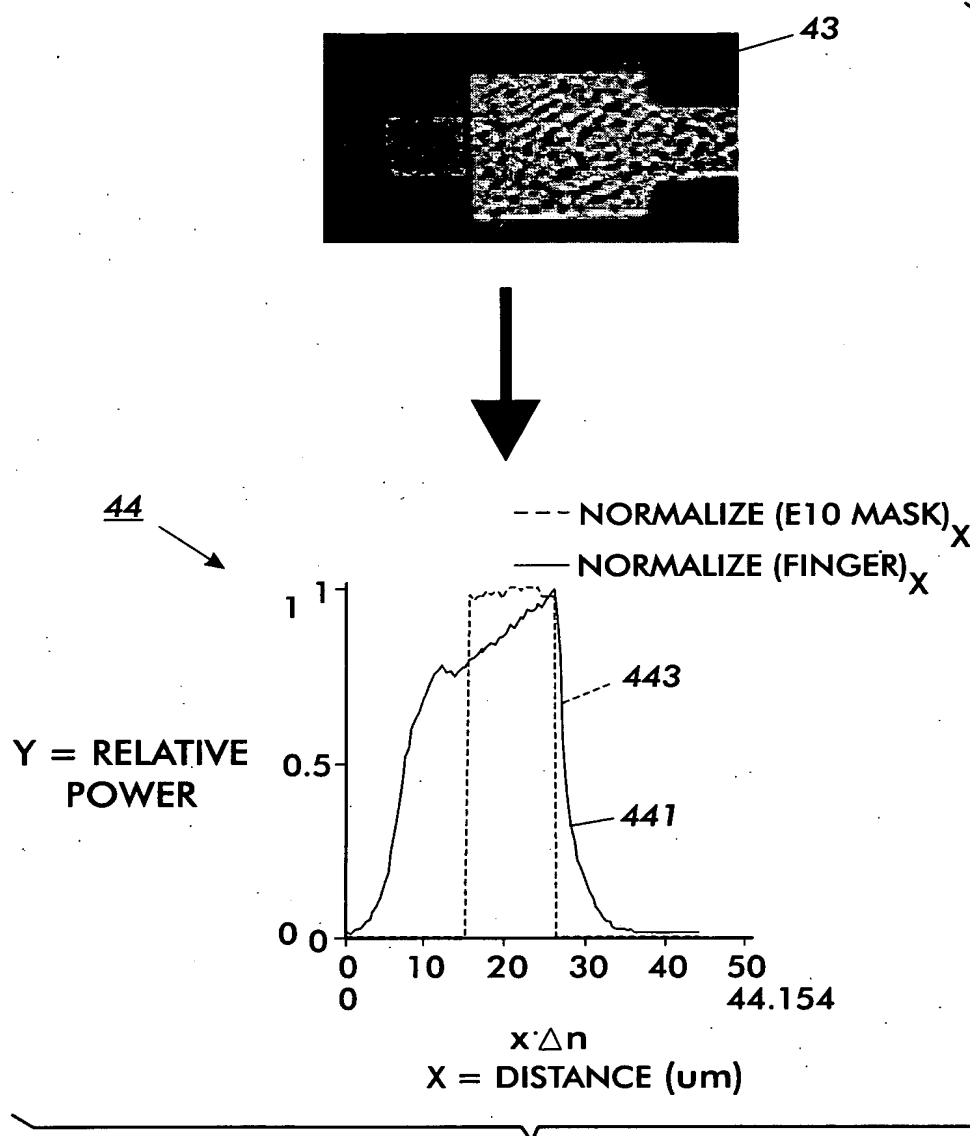 43
44
--- NORMALIZE (E10 MASK)X
— NORMALIZE (FINGER)X
1 1
443
Y = RELATIVE
POWER
0.5
441
0 0
0 10 20 30 40 50
0 44.154
x·△n
X = DISTANCE (um)